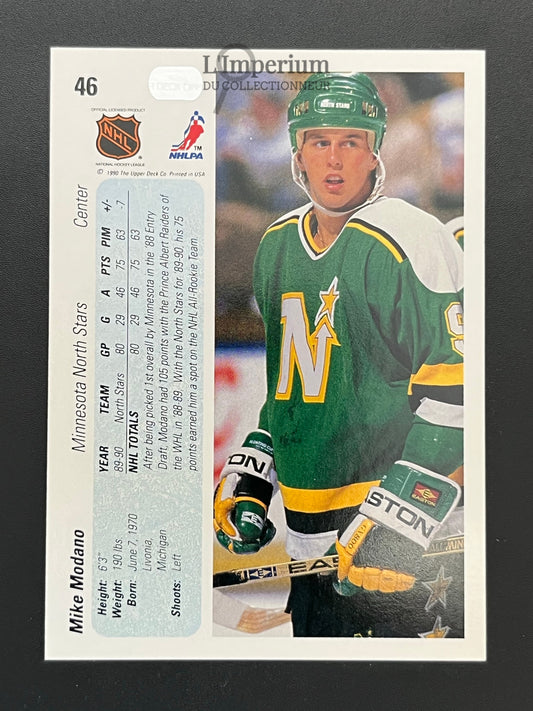 L'Imperium
DU COLLECTIONNEUR
46
OFFICIAL LICENSED PRODUCT
NHL
NATIONAL HOCKEY LEAGUE
TM
NHLPA
© 1990 The Upper Deck Co. Printed in USA
Mike Modano
Minnesota North Stars
Center
Height: 6'3"
Weight: 190 lbs
Born: June 7, 1970
Livonia,
Michigan
Shoots: Left
YEAR TEAM GP G A PTS PIM +/-
89-90 North Stars 80 29 46 75 63 -7
NHL TOTALS 80 29 46 75 63
After being picked 1st overall by Minnesota in the '88 Entry
Draft, Modano had 105 points with the Prince Albert Raiders of
the WHL in '88-89. With the North Stars for '89-90, his 75
points earned him a spot on the NHL All-Rookie Team.
NORTH STARS
N
EASTON